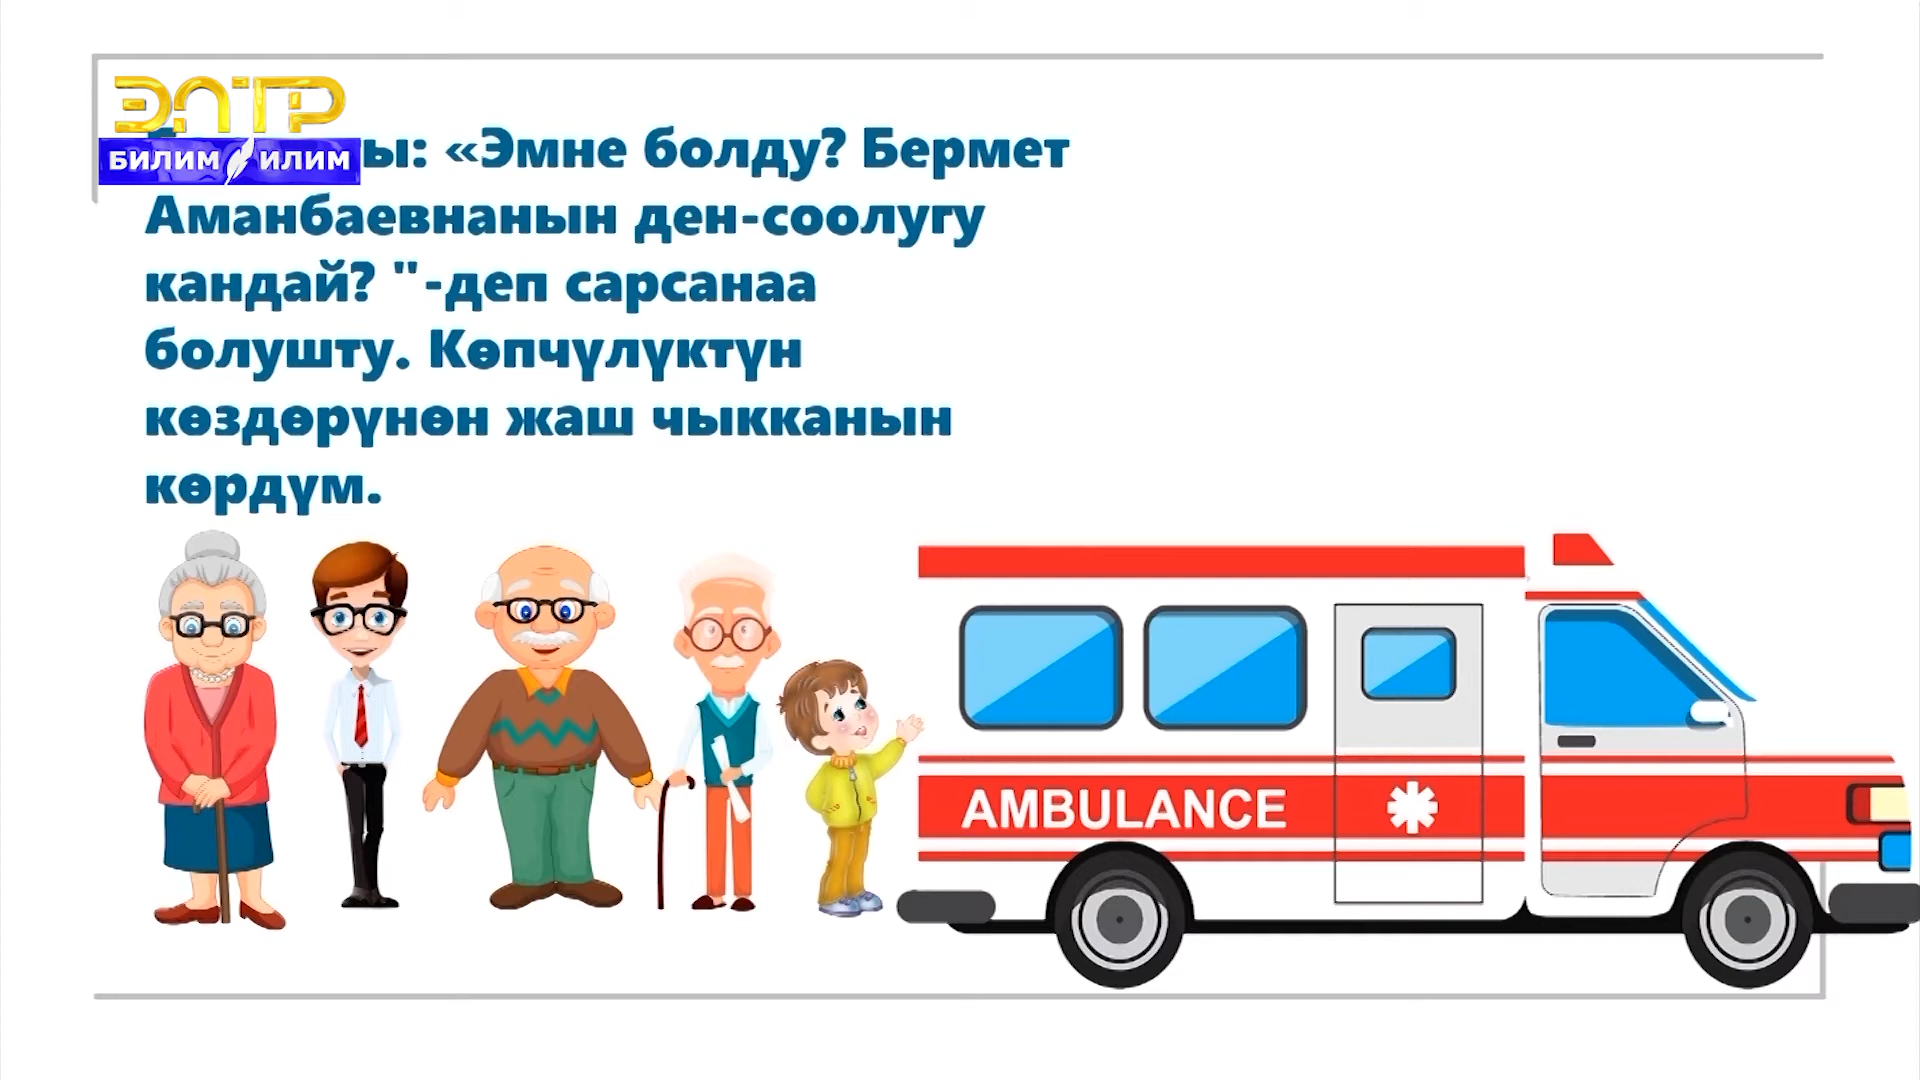 ЭЛТР
БИЛИМ ИЛИМ
«Эмне болду? Бермет
Аманбаевнанын ден-соолугу
кандай? "-деп сарсанаа
болушту. Көпчүлүктүн
көздөрүнөн жаш чыкканын
көрдүм.
AMBULANCE